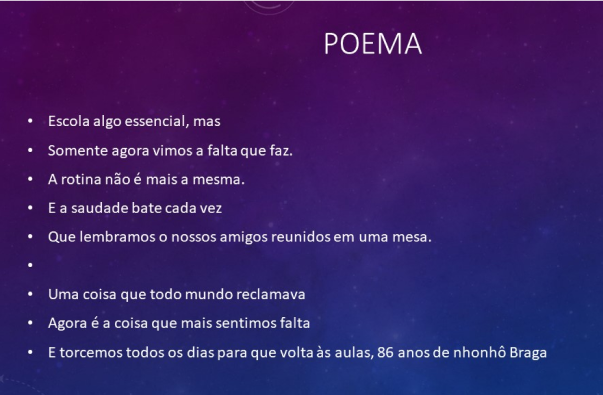 POEMA
• Escola algo essencial, mas
• Somente agora vimos a falta que faz.
• A rotina não é mais a mesma.
• E a saudade bate cada vez
• Que lembramos o nossos amigos reunidos em uma mesa.
•
• Uma coisa que todo mundo reclamava
• Agora é a coisa que mais sentimos falta
• E torcemos todos os dias para que volta às aulas, 86 anos de nhonhô Braga